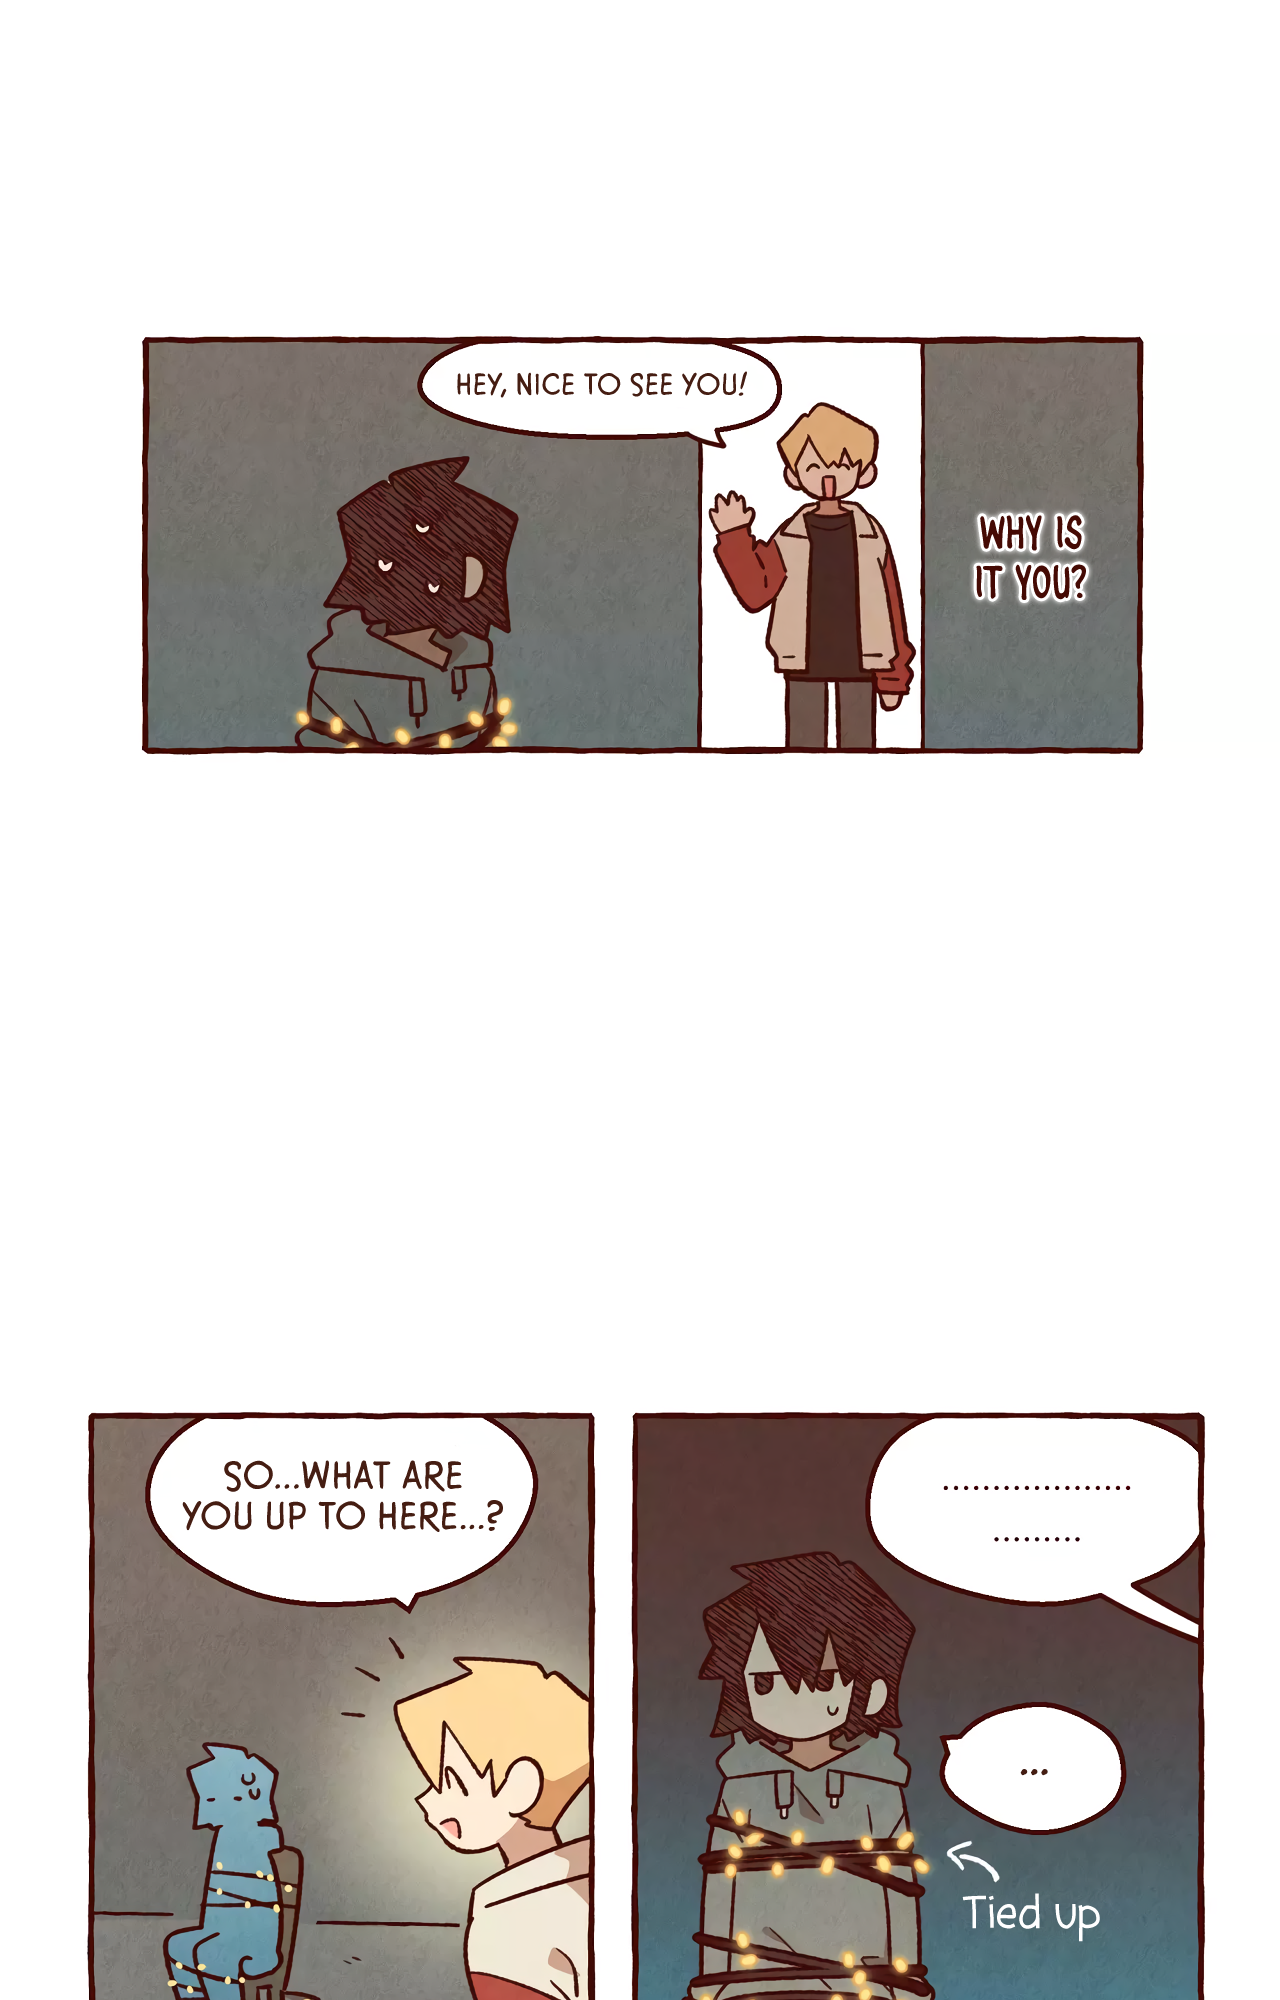 HEY, NICE TO SEE YOU!
WHY IS
IT YOU?
SO...WHAT ARE
YOU UP TO HERE...?
...................
.........
...
Tied up